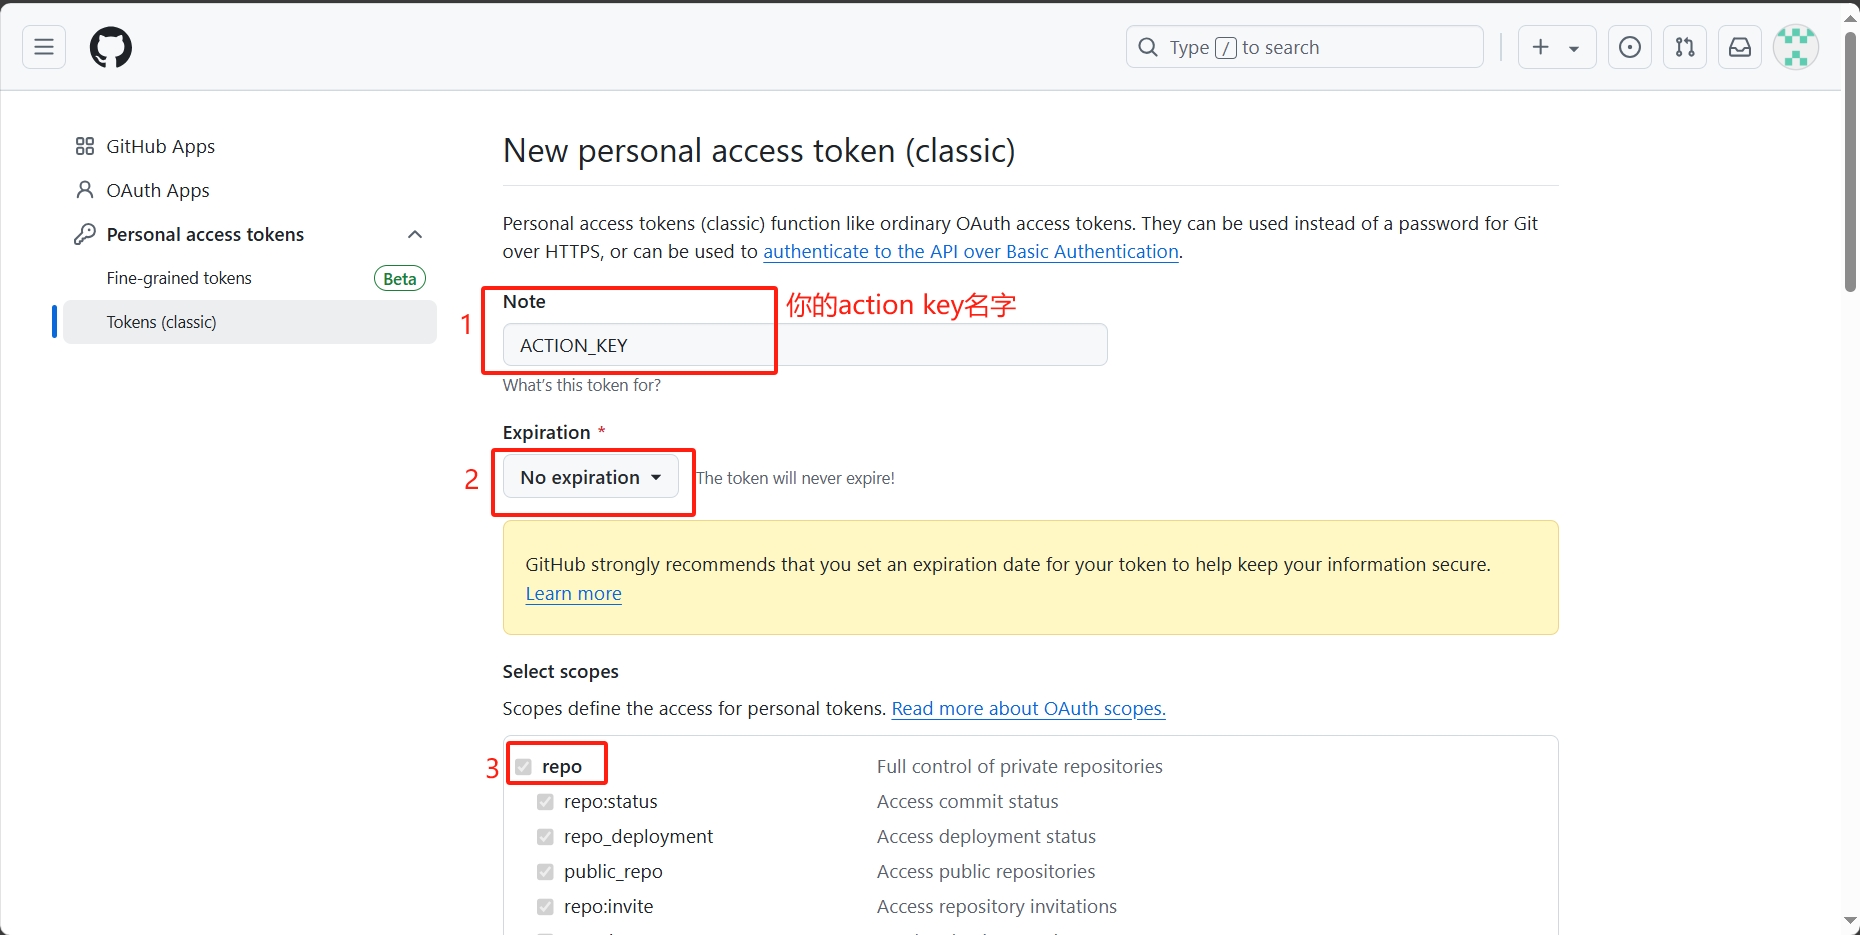 Type / to search
GitHub Apps
OAuth Apps
Personal access tokens
Fine-grained tokens Beta
Tokens (classic)
New personal access token (classic)
Personal access tokens (classic) function like ordinary OAuth access tokens. They can be used instead of a password for Git
over HTTPS, or can be used to authenticate to the API over Basic Authentication.
1
Note
你的action key名字
ACTION_KEY
What's this token for?
Expiration *
2
No expiration
The token will never expire!
GitHub strongly recommends that you set an expiration date for your token to help keep your information secure.
Learn more
Select scopes
Scopes define the access for personal tokens. Read more about OAuth scopes.
3
repo Full control of private repositories
repo:status Access commit status
repo_deployment Access deployment status
public_repo Access public repositories
repo:invite Access repository invitations